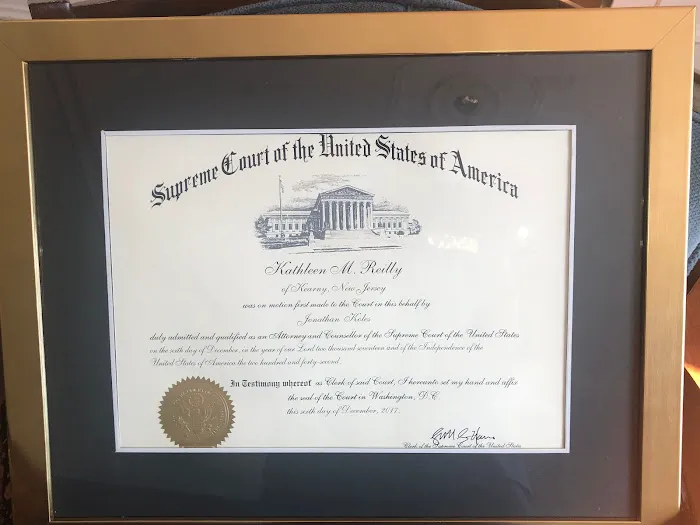 Supreme Court of the United States of America
Kathleen M. Reilly
of Kearny, New Jersey
was on motion first made to the Court in this behalf by
Jonathan Koles
duly admitted and qualified as an Attorney and Counsellor of the Supreme Court of the United States
on the sixth day of December, in the year of our Lord two thousand seventeen and of the Independence of the
United States of America the two hundred and forty-second.
In Testimony whereof as Clerk of said Court, I hereunto set my hand and affix
the seal of the Court in Washington, D.C.
this sixth day of December, 2017.
Clerk of the Supreme Court of the United States